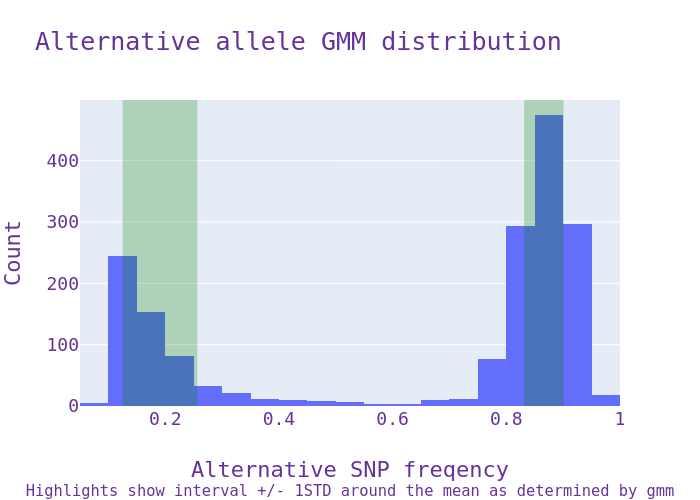 Alternative allele GMM distribution
Count
400
300
200
100
0
0.2 0.4 0.6 0.8 1
Alternative SNP freqency
Highlights show interval +/- 1STD around the mean as determined by gmm